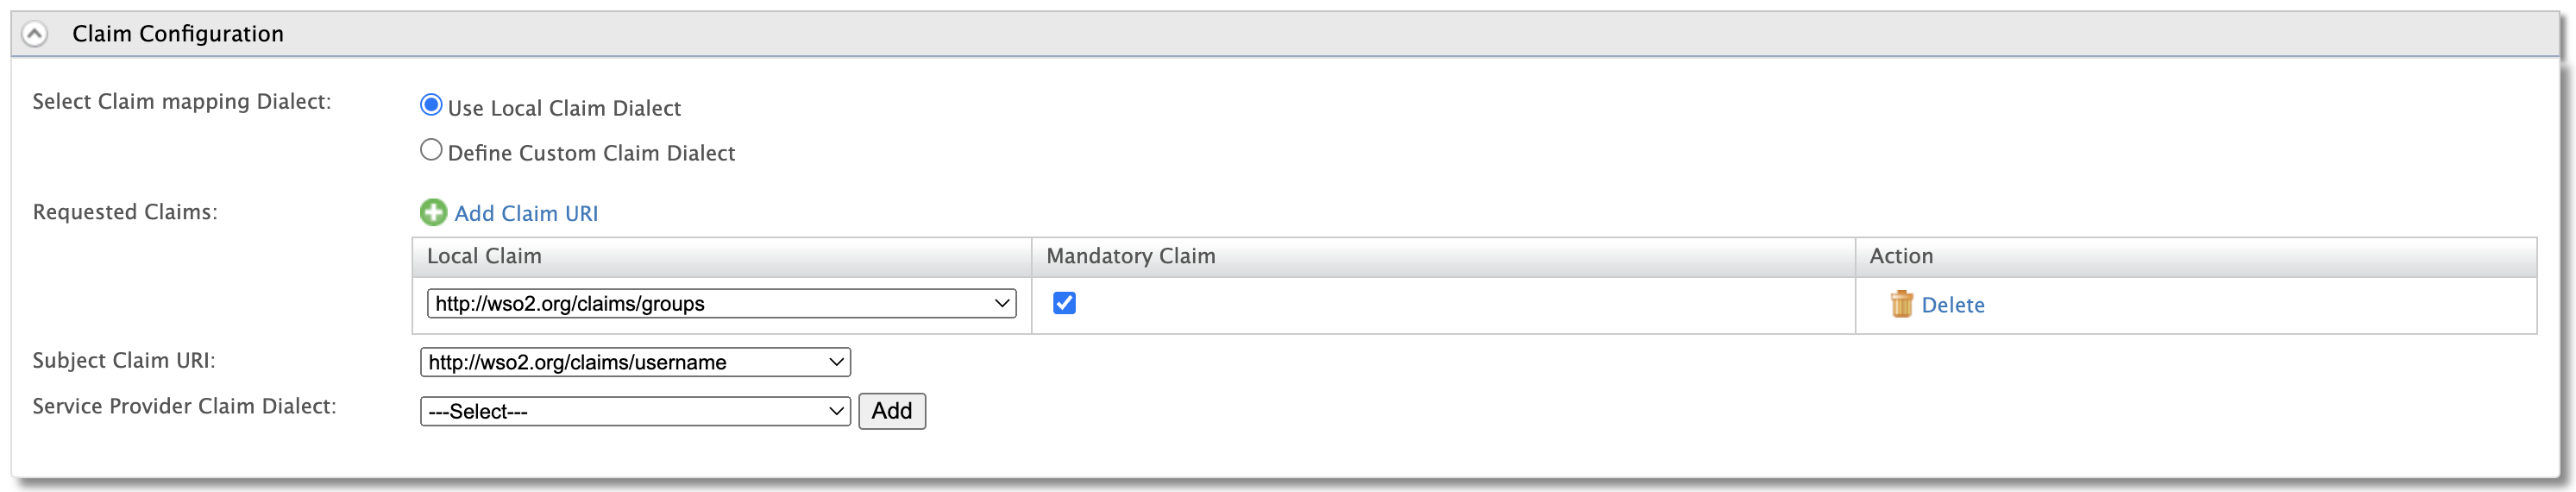 Claim Configuration
Select Claim mapping Dialect:
Use Local Claim Dialect
Define Custom Claim Dialect
Requested Claims:
Add Claim URI
Local Claim Mandatory Claim Action
http://wso2.org/claims/groups Delete
Subject Claim URI: http://wso2.org/claims/username
Service Provider Claim Dialect: ---Select--- Add